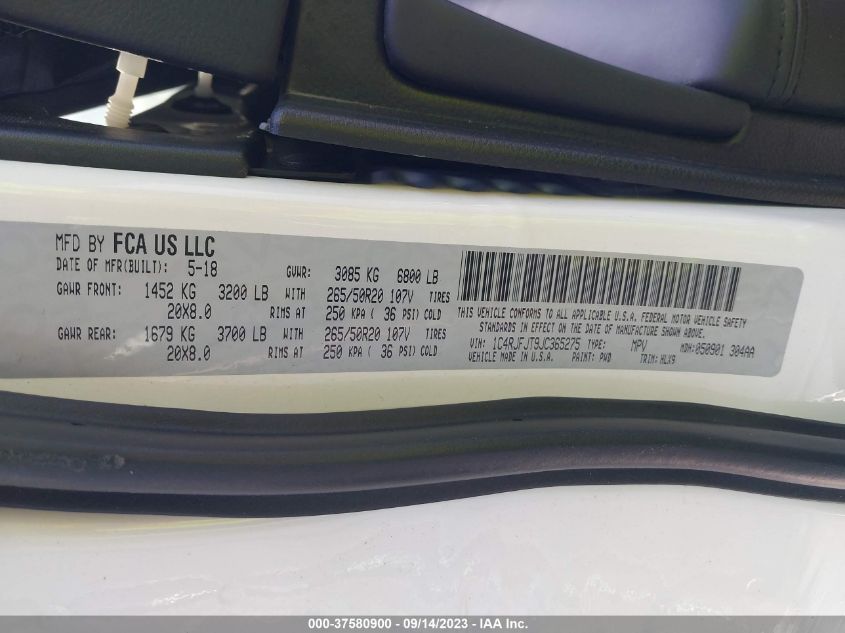 MFD BY FCA US LLC
DATE OF MFR(BUILT): 5-18 GVWR: 3085 KG 6800 LB
GAWR FRONT: 1452 KG 3200 LB WITH 265/50R20 107V TIRES
20X8.0 RIMS AT 250 KPA ( 36 PSI) COLD
GAWR REAR: 1679 KG 3700 LB WITH 265/50R20 107V TIRES
20X8.0 RIMS AT 250 KPA ( 36 PSI) COLD
THIS VEHICLE CONFORMS TO ALL APPLICABLE U.S.A. FEDERAL MOTOR VEHICLE SAFETY
STANDARDS IN EFFECT ON THE DATE OF MANUFACTURE SHOWN ABOVE.
VIN: 1C4RJFJT9JC365275 TYPE: MPV MDH: 050901 304AA
VEHICLE MADE IN U.S.A. PAINT: PWD TRIM: HLX9
000-37580900 - 09/14/2023 - IAA Inc.